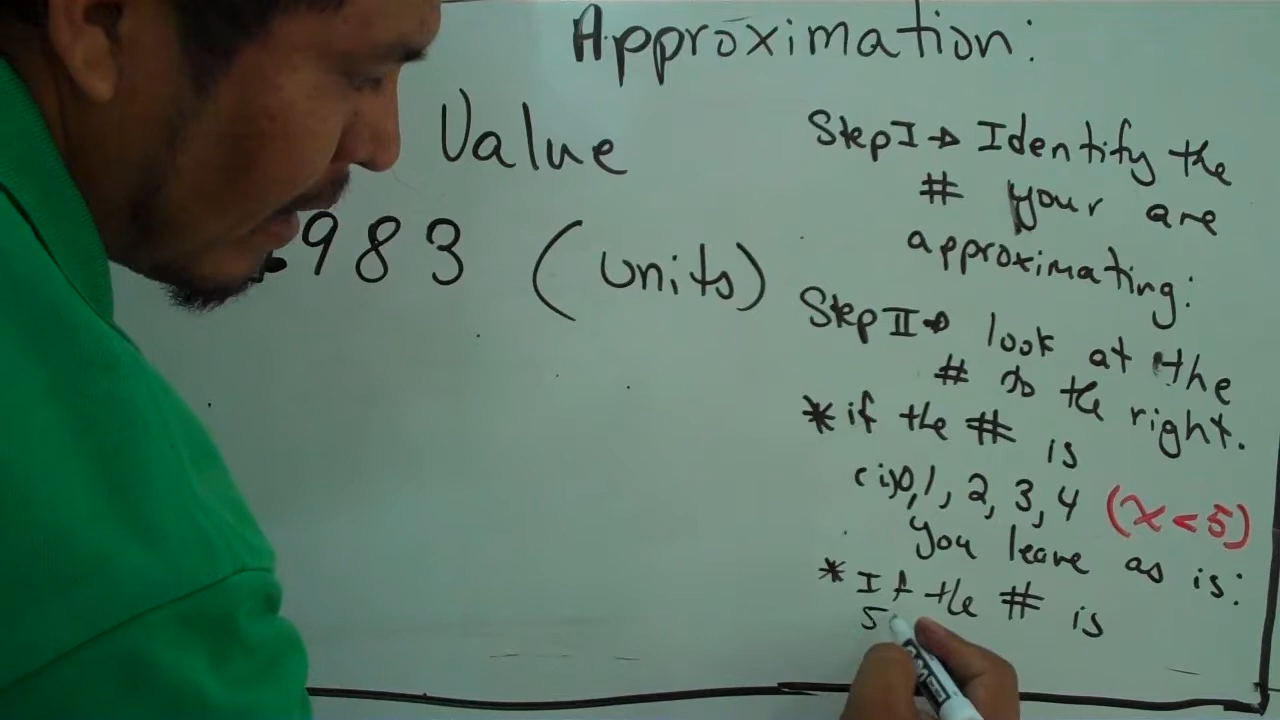 Approximation:
Value
.983 (units)
Step I → Identify the
# your are
approximating:
Step II → look at the
# to the right.
* if the # is
(i) 0, 1, 2, 3, 4 (x < 5)
you leave as is:
* If the # is
5